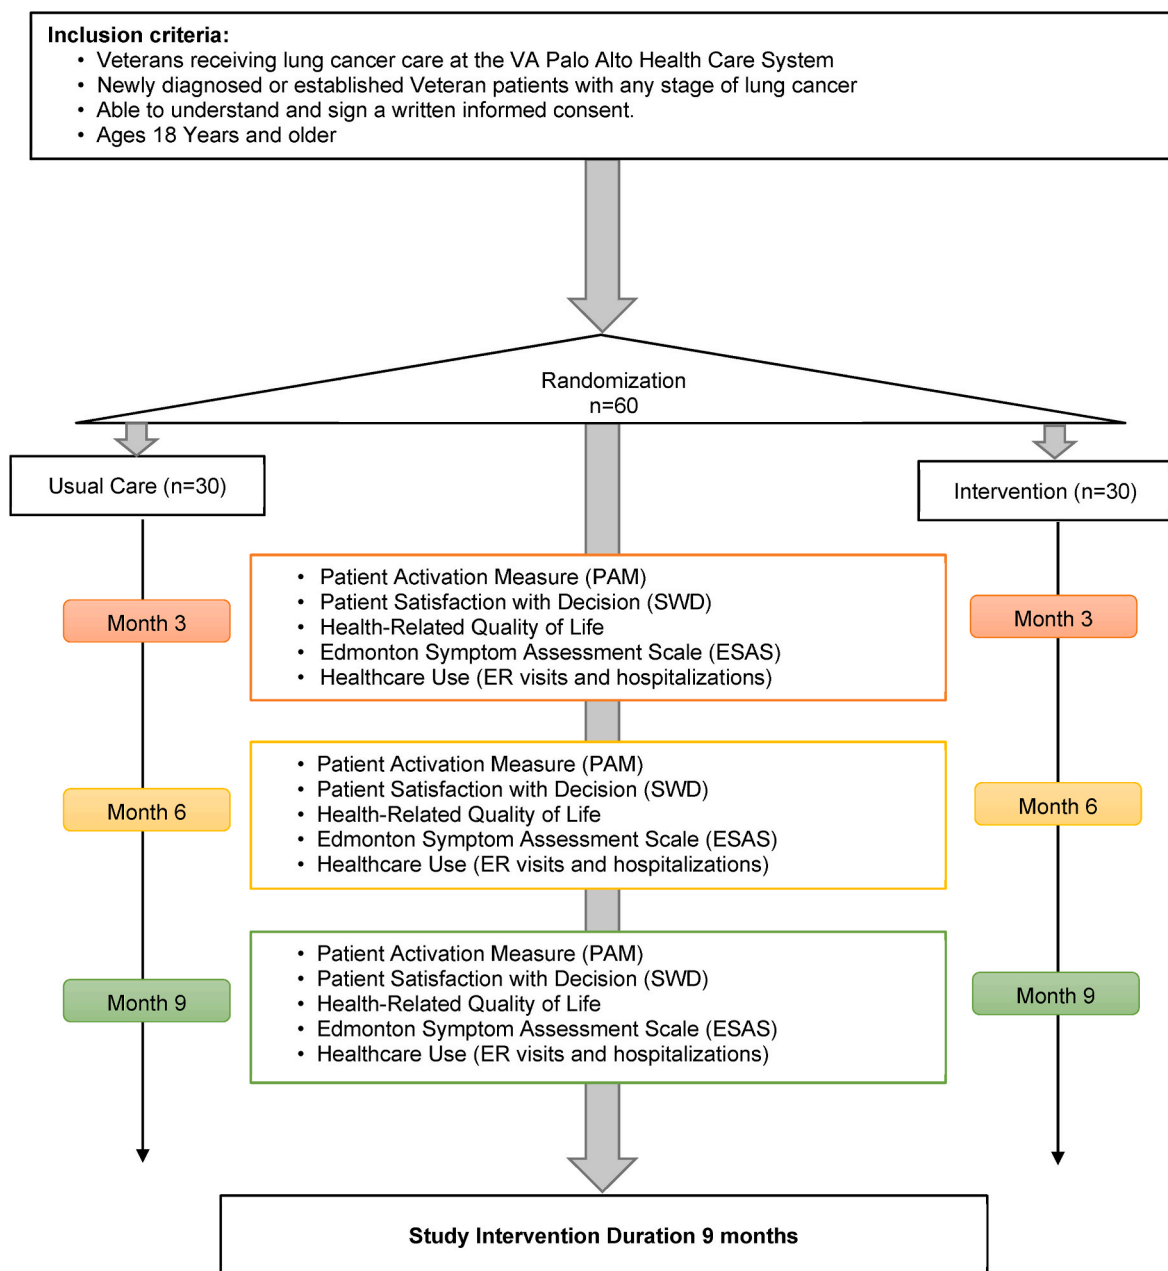 Inclusion criteria:
• Veterans receiving lung cancer care at the VA Palo Alto Health Care System
• Newly diagnosed or established Veteran patients with any stage of lung cancer
• Able to understand and sign a written informed consent.
• Ages 18 Years and older
Randomization
n=60
Usual Care (n=30)
Intervention (n=30)
• Patient Activation Measure (PAM)
• Patient Satisfaction with Decision (SWD)
• Health-Related Quality of Life
• Edmonton Symptom Assessment Scale (ESAS)
• Healthcare Use (ER visits and hospitalizations)
Month 3
Month 3
• Patient Activation Measure (PAM)
• Patient Satisfaction with Decision (SWD)
• Health-Related Quality of Life
• Edmonton Symptom Assessment Scale (ESAS)
• Healthcare Use (ER visits and hospitalizations)
Month 6
Month 6
• Patient Activation Measure (PAM)
• Patient Satisfaction with Decision (SWD)
• Health-Related Quality of Life
• Edmonton Symptom Assessment Scale (ESAS)
• Healthcare Use (ER visits and hospitalizations)
Month 9
Month 9
Study Intervention Duration 9 months